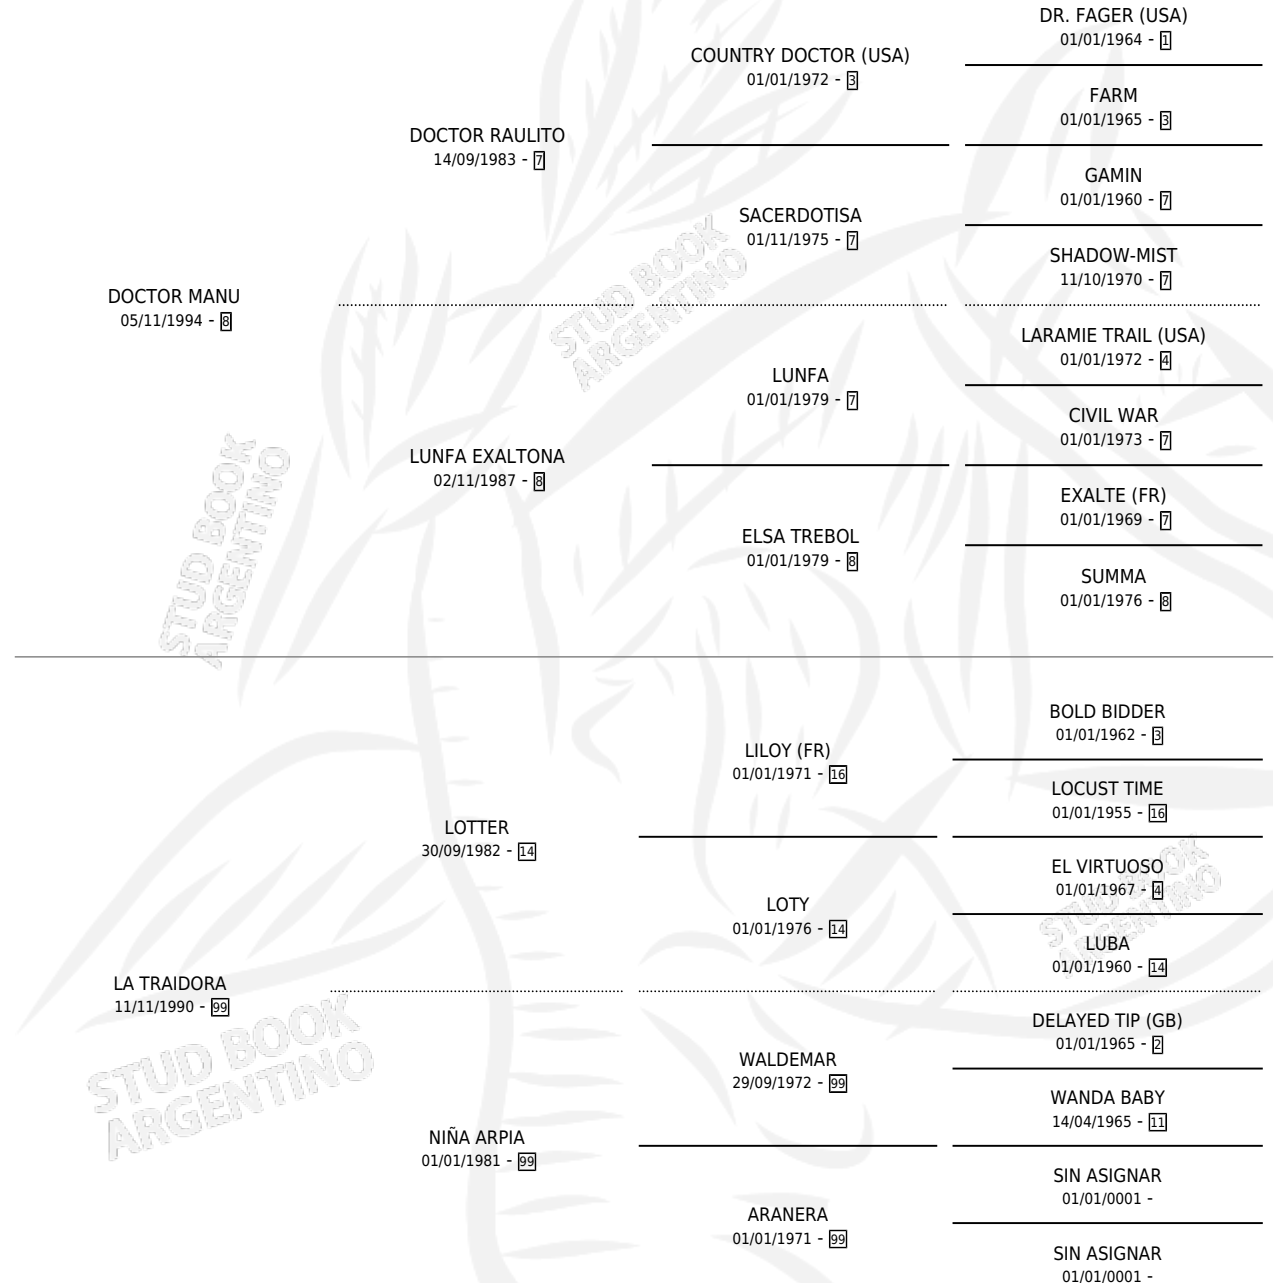 DR. FAGER (USA)
01/01/1964 - 1
COUNTRY DOCTOR (USA)
01/01/1972 - 3
FARM
01/01/1965 - 3
DOCTOR RAULITO
14/09/1983 - 7
GAMIN
01/01/1960 - 7
SACERDOTISA
01/11/1975 - 7
SHADOW-MIST
11/10/1970 - 7
DOCTOR MANU
05/11/1994 - 8
STUD BOOK
ARGENTINO
LARAMIE TRAIL (USA)
01/01/1972 - 4
LUNFA
01/01/1979 - 7
CIVIL WAR
01/01/1973 - 7
LUNFA EXALTONA
02/11/1987 - 8
EXALTE (FR)
01/01/1969 - 7
ELSA TREBOL
01/01/1979 - 8
SUMMA
01/01/1976 - 8
STUD BOOK
ARGENTINO
BOLD BIDDER
01/01/1962 - 3
LILOY (FR)
01/01/1971 - 16
LOCUST TIME
01/01/1955 - 16
LOTTER
30/09/1982 - 14
EL VIRTUOSO
01/01/1967 - 4
LOTY
01/01/1976 - 14
LUBA
01/01/1960 - 14
STUD BOOK
ARGENTINO
LA TRAIDORA
11/11/1990 - 99
STUD BOOK
ARGENTINO
DELAYED TIP (GB)
01/01/1965 - 2
WALDEMAR
29/09/1972 - 99
WANDA BABY
14/04/1965 - 11
NIÑA ARPIA
01/01/1981 - 99
SIN ASIGNAR
01/01/0001 -
ARANERA
01/01/1971 - 99
SIN ASIGNAR
01/01/0001 -